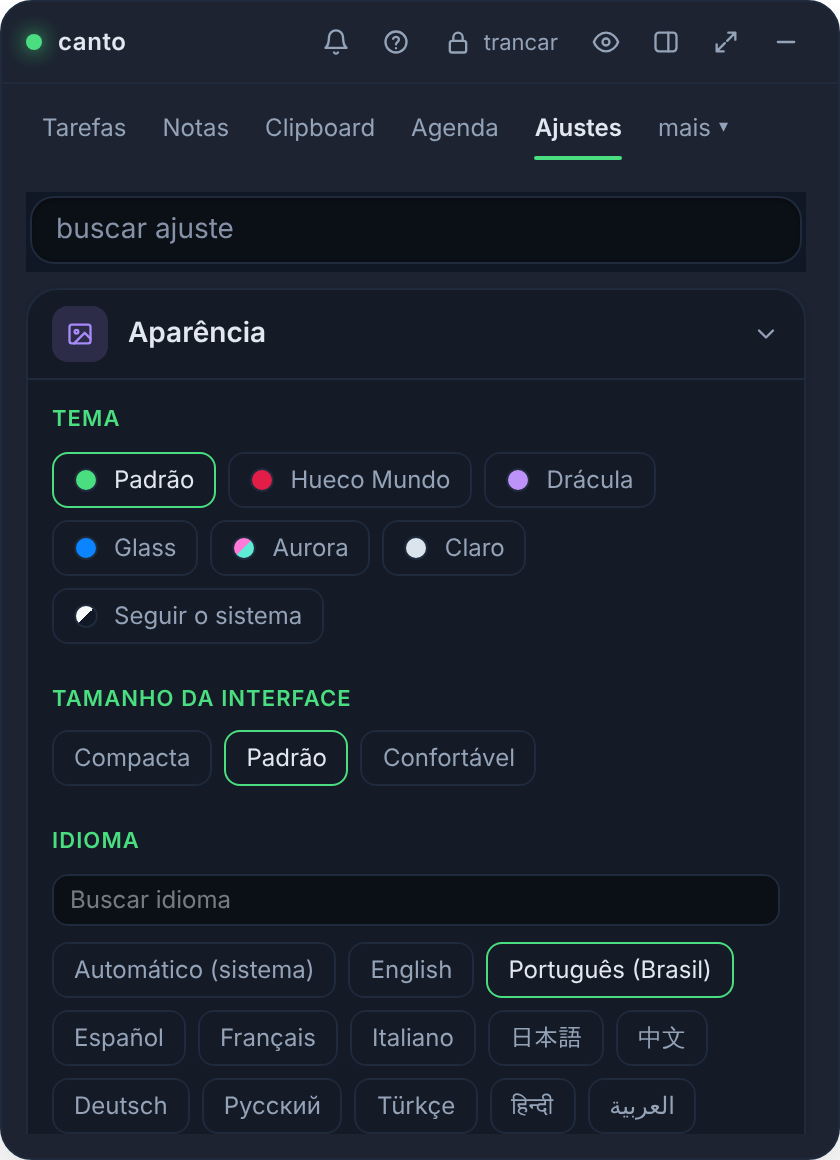 canto trancar
Tarefas Notas Clipboard Agenda Ajustes mais ▾
buscar ajuste
Aparência
TEMA
Padrão Hueco Mundo Drácula
Glass Aurora Claro
Seguir o sistema
TAMANHO DA INTERFACE
Compacta Padrão Confortável
IDIOMA
Buscar idioma
Automático (sistema) English Português (Brasil)
Español Français Italiano 日本語 中文
Deutsch Русский Türkçe हिन्दी العربية